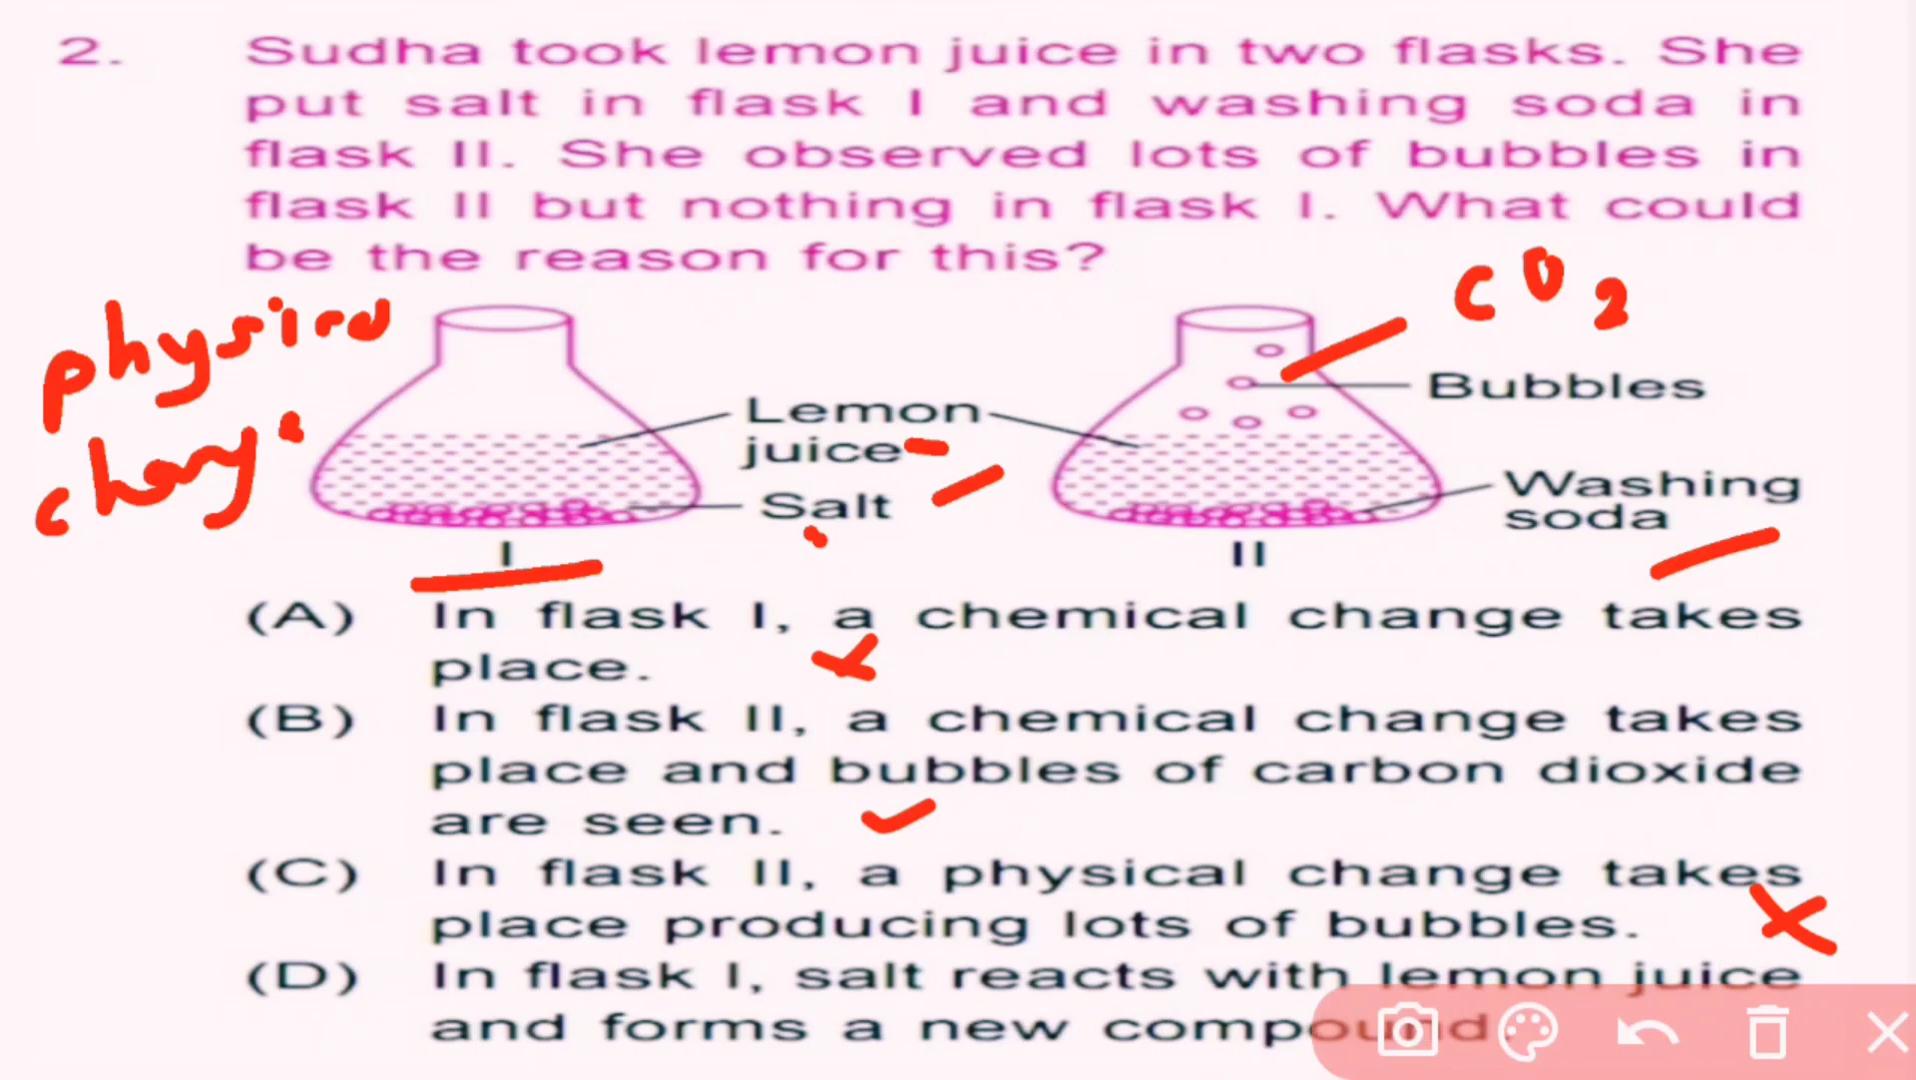 2. Sudha took lemon juice in two flasks. She
put salt in flask I and washing soda in
flask II. She observed lots of bubbles in
flask II but nothing in flask I. What could
be the reason for this?
CO2
Bubbles
Lemon
juice
Salt
Washing
soda
I
II
(A) In flask I, a chemical change takes
place.
(B) In flask II, a chemical change takes
place and bubbles of carbon dioxide
are seen.
(C) In flask II, a physical change takes
place producing lots of bubbles.
(D) In flask I, salt reacts with lemon juice
and forms a new compound.